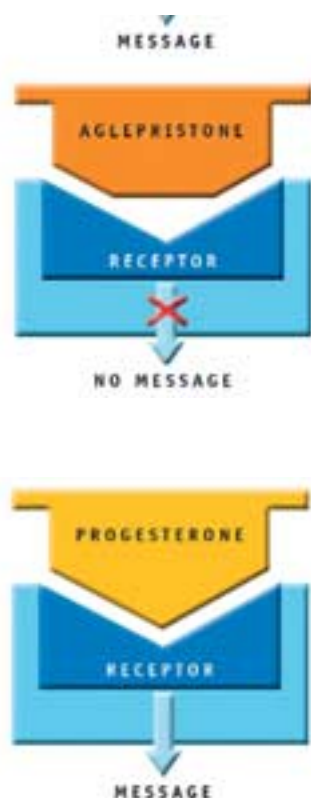 MESSAGE
AGLEPRISTONE
RECEPTOR
NO MESSAGE
PROGESTERONE
RECEPTOR
MESSAGE